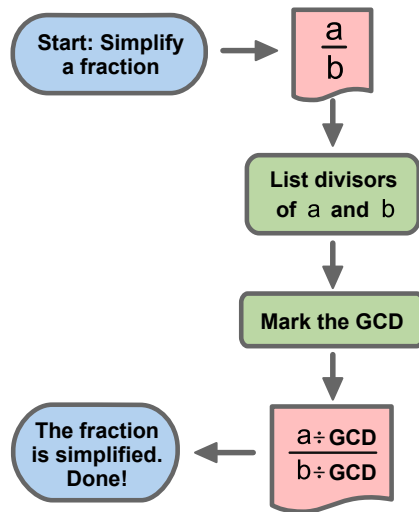 Start: Simplify
a fraction
a
b
List divisors
of a and b
Mark the GCD
a ÷ GCD
b ÷ GCD
The fraction
is simplified.
Done!